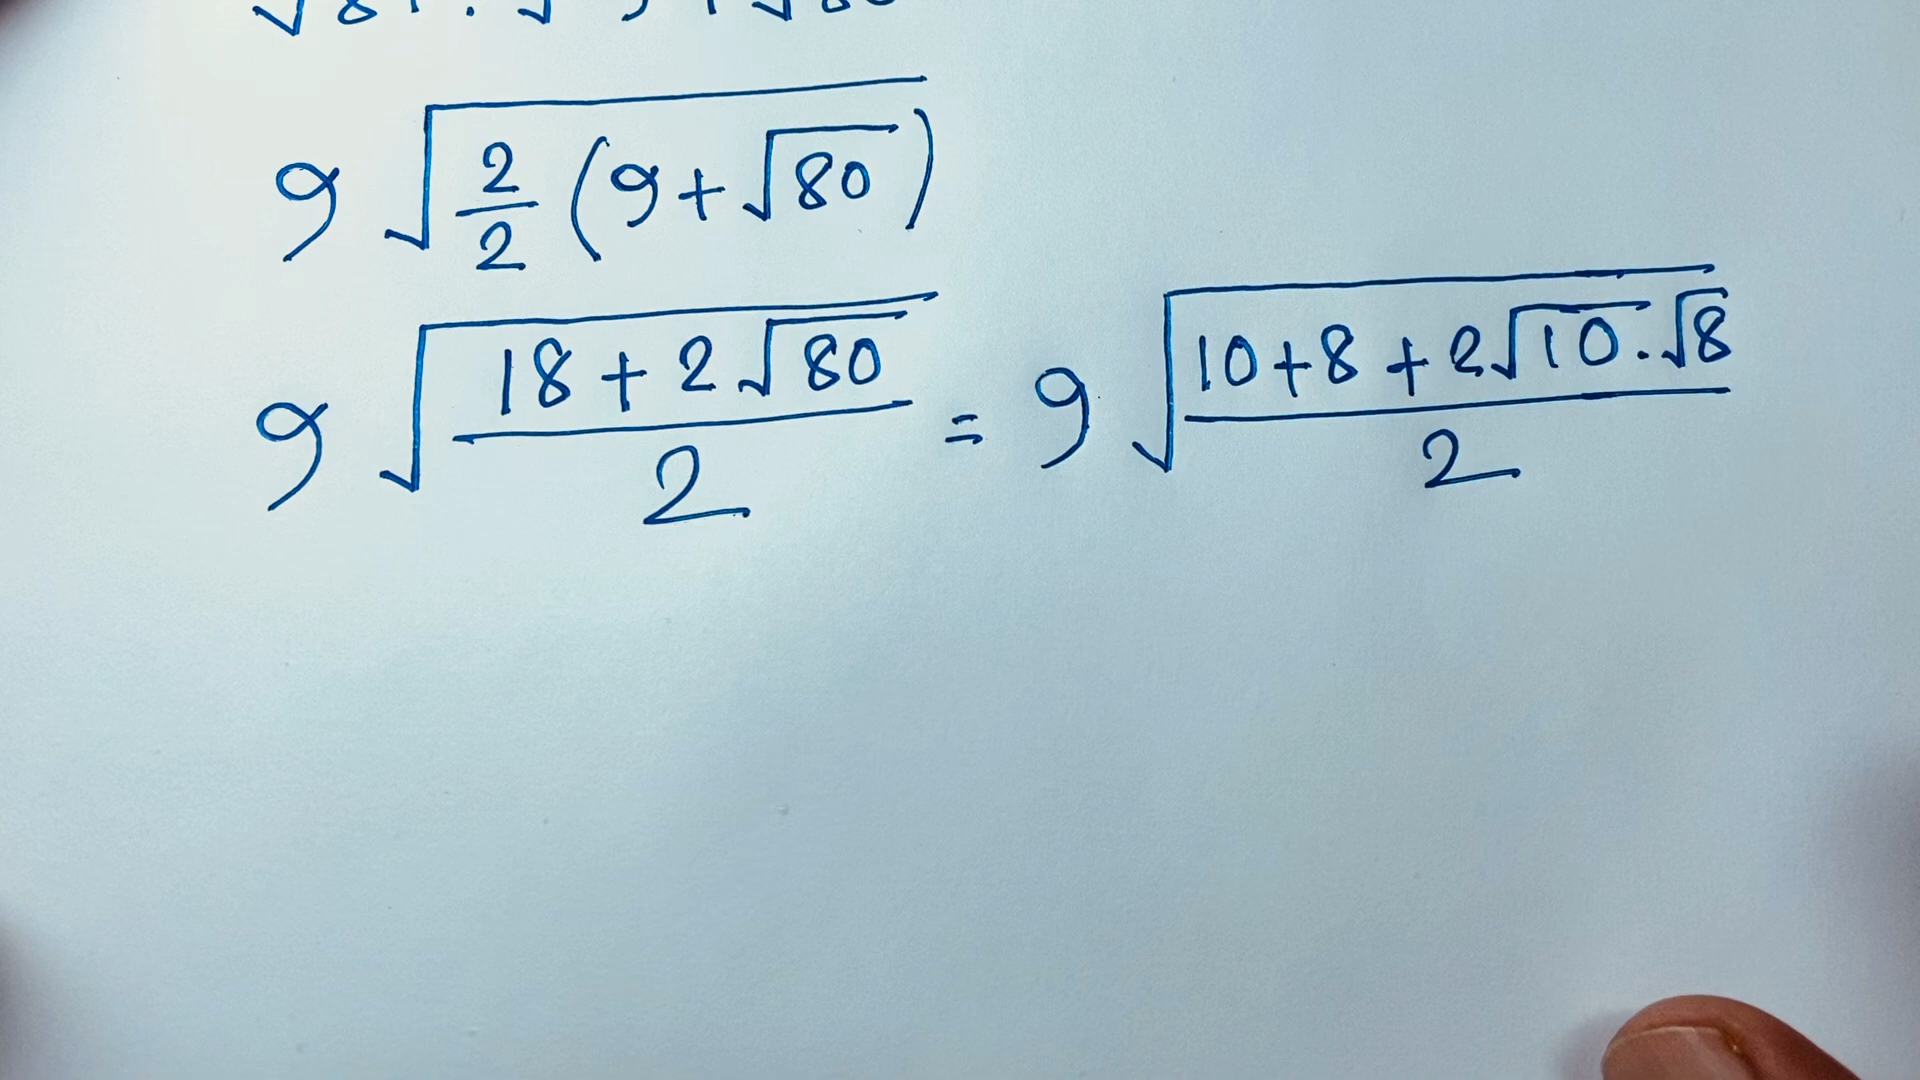 9 √(2/2 (9+√80))
9 √((18+2√80)/2) = 9 √((10+8+2√10.√8)/2)